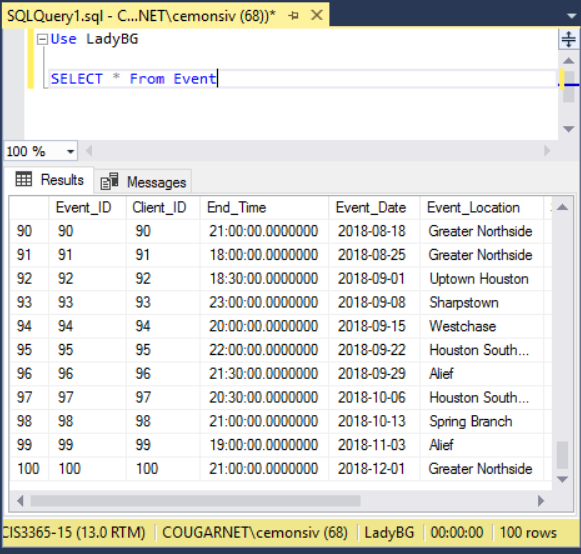 SQLQuery1.sql - C...NET\cemonsiv (68))*
Use LadyBG
SELECT * From Event
100 %
Results Messages
Event_ID Client_ID End_Time Event_Date Event_Location
90 90 90 21:00:00.0000000 2018-08-18 Greater Northside
91 91 91 18:00:00.0000000 2018-08-25 Greater Northside
92 92 92 18:30:00.0000000 2018-09-01 Uptown Houston
93 93 93 23:00:00.0000000 2018-09-08 Sharpstown
94 94 94 20:00:00.0000000 2018-09-15 Westchase
95 95 95 22:00:00.0000000 2018-09-22 Houston South...
96 96 96 21:30:00.0000000 2018-09-29 Alief
97 97 97 20:30:00.0000000 2018-10-06 Houston South...
98 98 98 21:00:00.0000000 2018-10-13 Spring Branch
99 99 99 19:00:00.0000000 2018-11-03 Alief
100 100 100 21:00:00.0000000 2018-12-01 Greater Northside
CIS3365-15 (13.0 RTM) COUGARNET\cemonsiv (68) LadyBG 00:00:00 100 rows